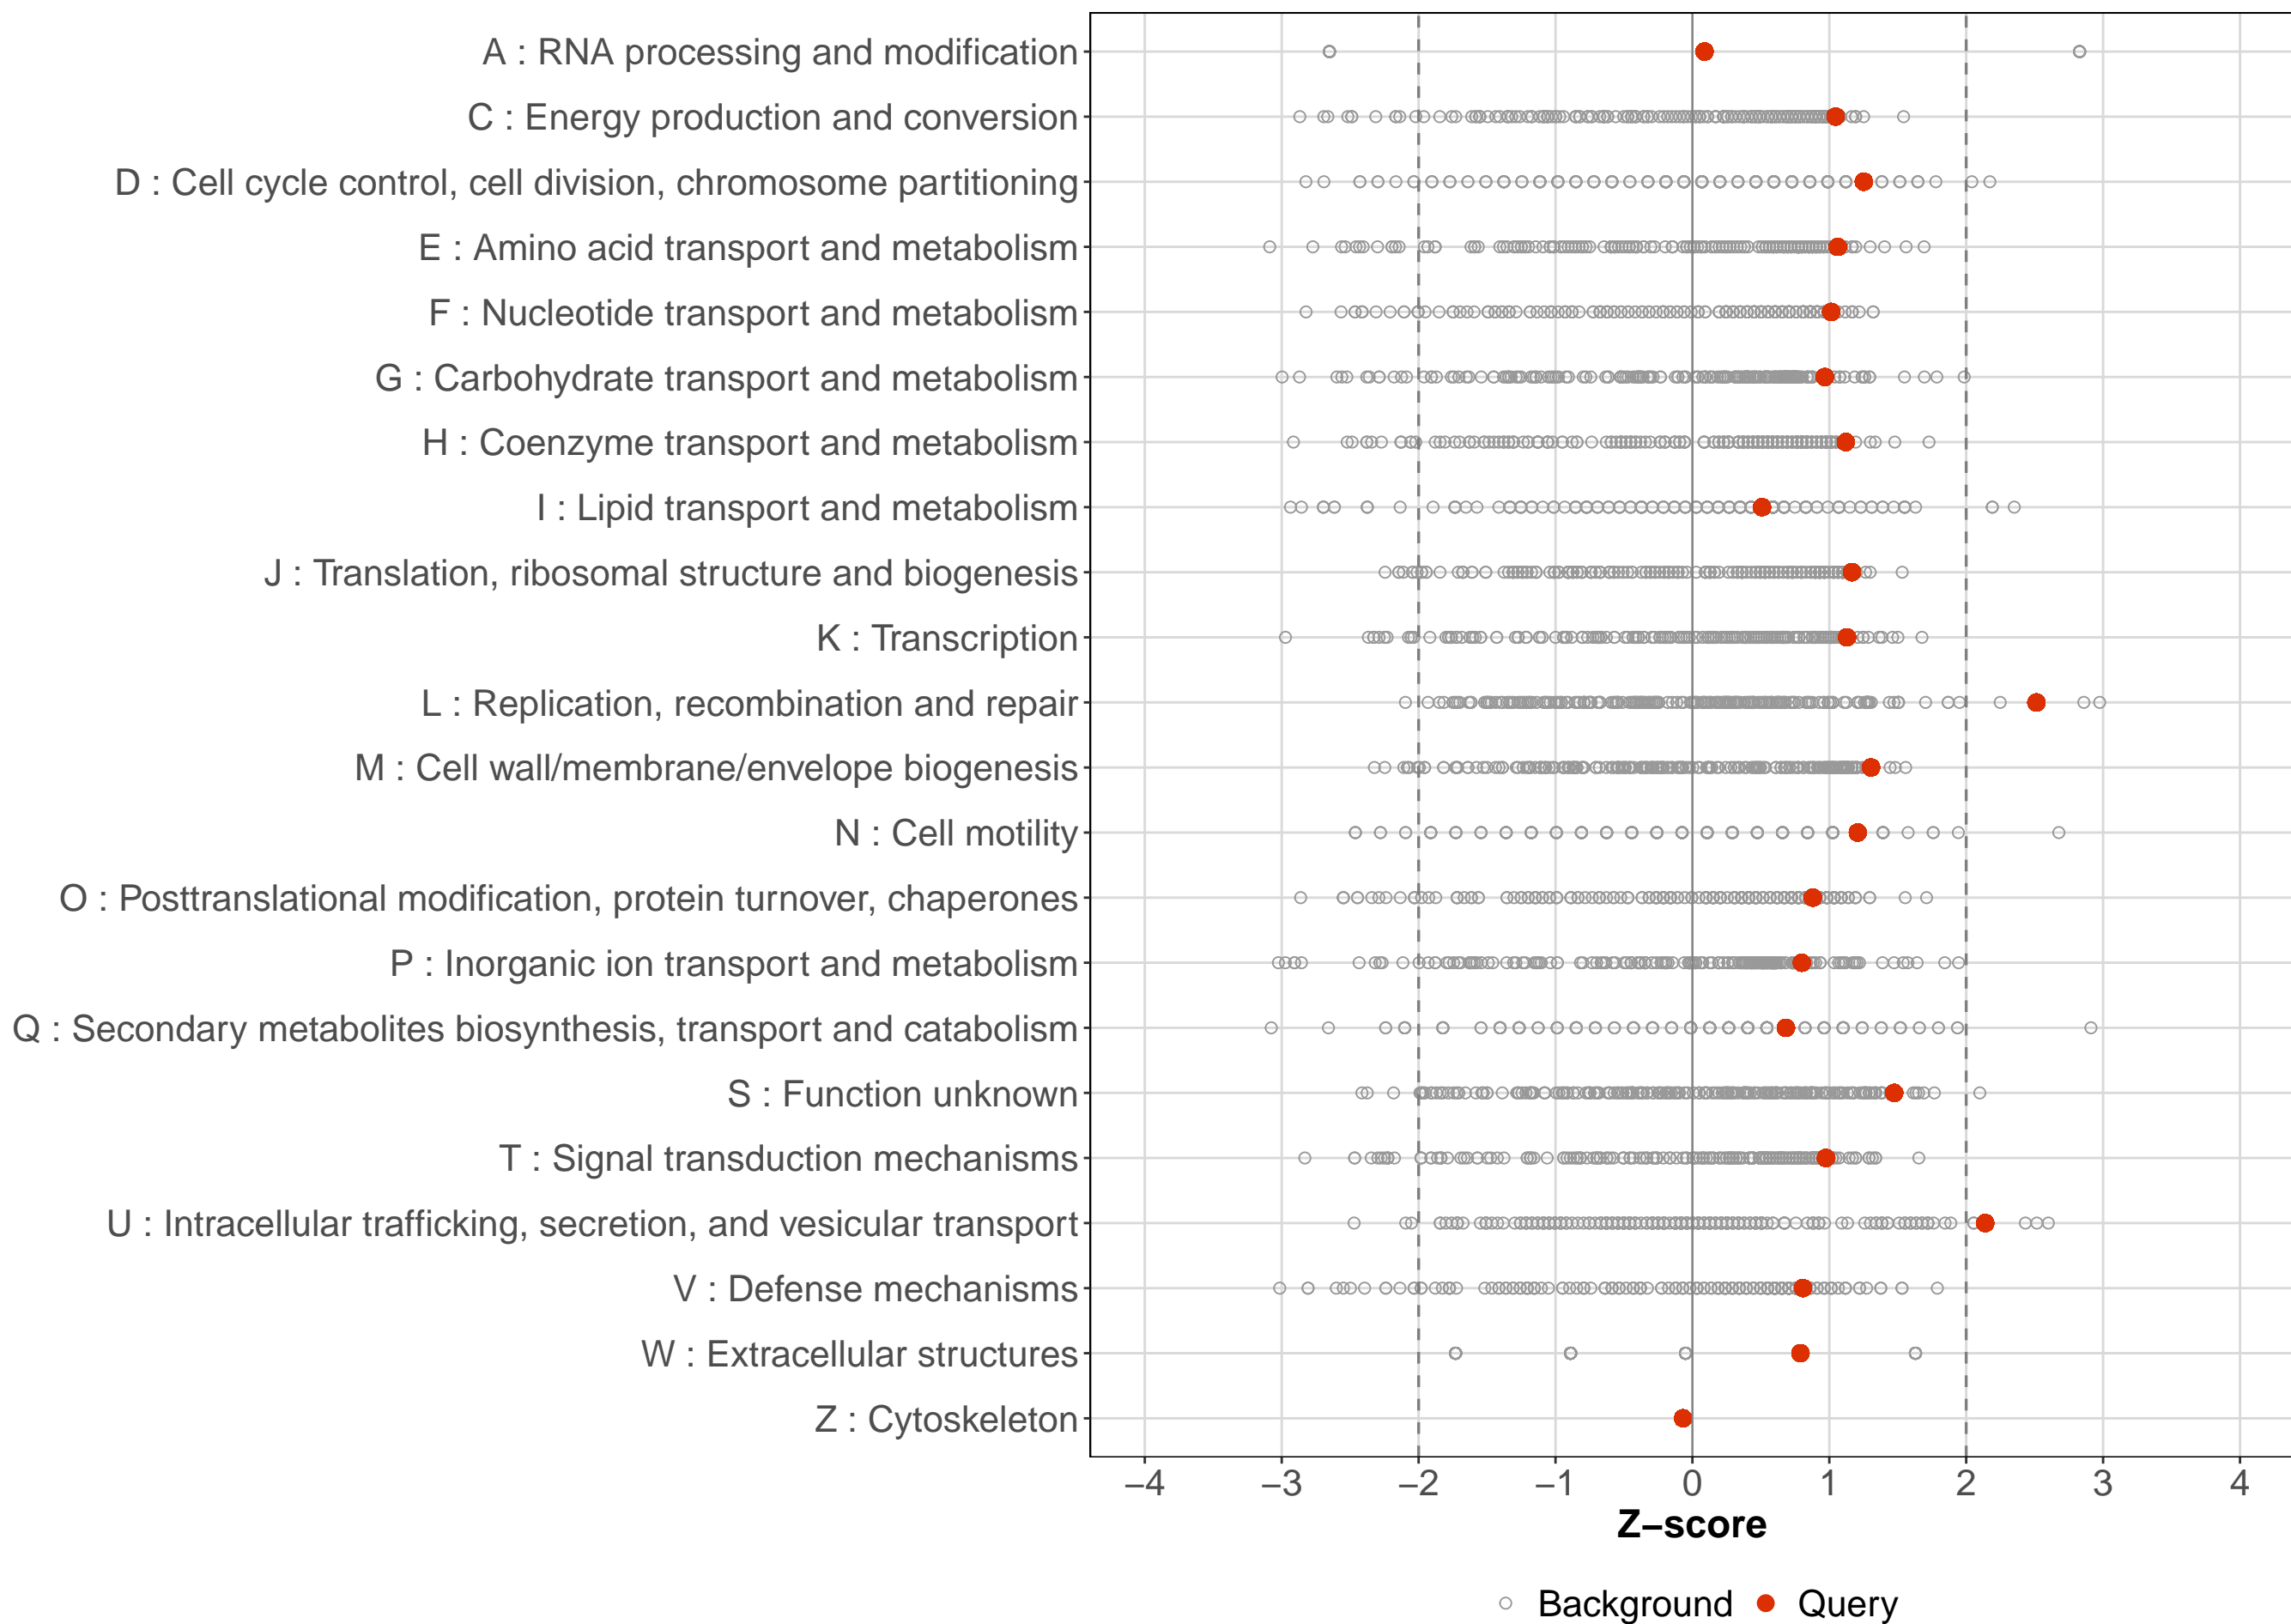 A : RNA processing and modification
C : Energy production and conversion
D : Cell cycle control, cell division, chromosome partitioning
E : Amino acid transport and metabolism
F : Nucleotide transport and metabolism
G : Carbohydrate transport and metabolism
H : Coenzyme transport and metabolism
I : Lipid transport and metabolism
J : Translation, ribosomal structure and biogenesis
K : Transcription
L : Replication, recombination and repair
M : Cell wall/membrane/envelope biogenesis
N : Cell motility
O : Posttranslational modification, protein turnover, chaperones
P : Inorganic ion transport and metabolism
Q : Secondary metabolites biosynthesis, transport and catabolism
S : Function unknown
T : Signal transduction mechanisms
U : Intracellular trafficking, secretion, and vesicular transport
V : Defense mechanisms
W : Extracellular structures
Z : Cytoskeleton
−4 −3 −2 −1 0 1 2 3 4
Z−score
Background Query